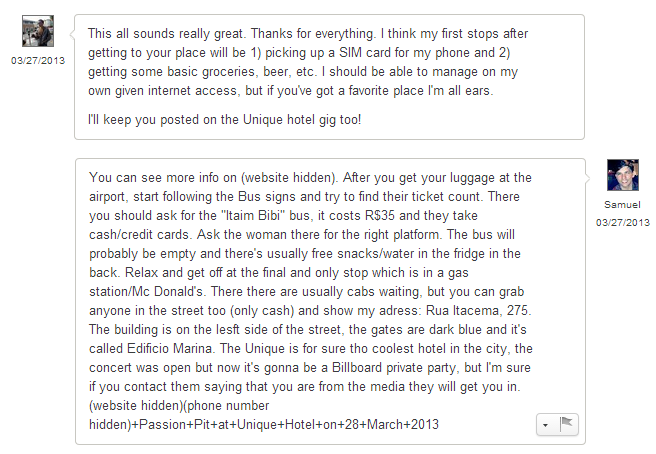 This all sounds really great. Thanks for everything. I think my first stops after
getting to your place will be 1) picking up a SIM card for my phone and 2)
getting some basic groceries, beer, etc. I should be able to manage on my
own given internet access, but if you've got a favorite place I'm all ears.
I'll keep you posted on the Unique hotel gig too!
03/27/2013
You can see more info on (website hidden). After you get your luggage at the
airport, start following the Bus signs and try to find their ticket count. There
you should ask for the "Itaim Bibi" bus, it costs R$35 and they take
cash/credit cards. Ask the woman there for the right platform. The bus will
probably be empty and there's usually free snacks/water in the fridge in the
back. Relax and get off at the final and only stop which is in a gas
station/Mc Donald's. There there are usually cabs waiting, but you can grab
anyone in the street too (only cash) and show my adress: Rua Itacema, 275.
The building is on the lesft side of the street, the gates are dark blue and it's
called Edificio Marina. The Unique is for sure tho coolest hotel in the city, the
concert was open but now it's gonna be a Billboard private party, but I'm sure
if you contact them saying that you are from the media they will get you in.
(website hidden)(phone number
hidden)+Passion+Pit+at+Unique+Hotel+on+28+March+2013
Samuel
03/27/2013